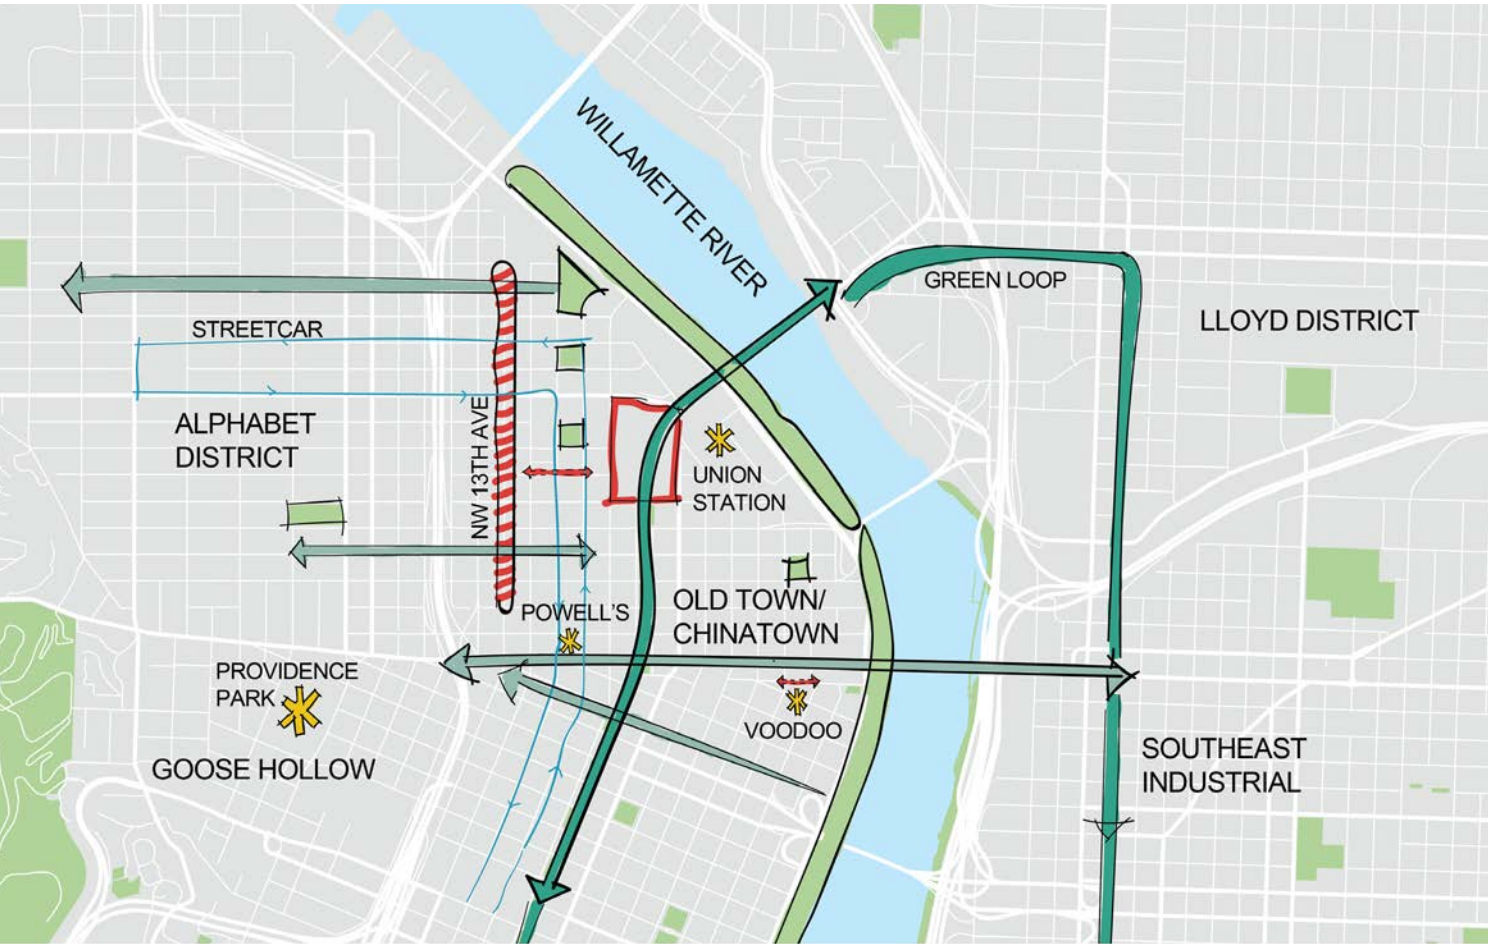 WILLAMETTE RIVER
GREEN LOOP
LLOYD DISTRICT
STREETCAR
ALPHABET
DISTRICT
NW 13TH AVE
UNION
STATION
POWELL'S
OLD TOWN/
CHINATOWN
PROVIDENCE
PARK
VOODOO
GOOSE HOLLOW
SOUTHEAST
INDUSTRIAL